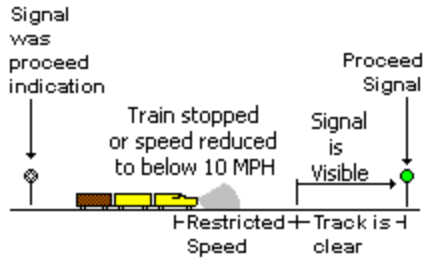 Signal
was
proceed
indication
Train stopped
or speed reduced
to below 10 MPH
Signal
is
Visible
Proceed
Signal
Restricted
Speed
Track is
clear